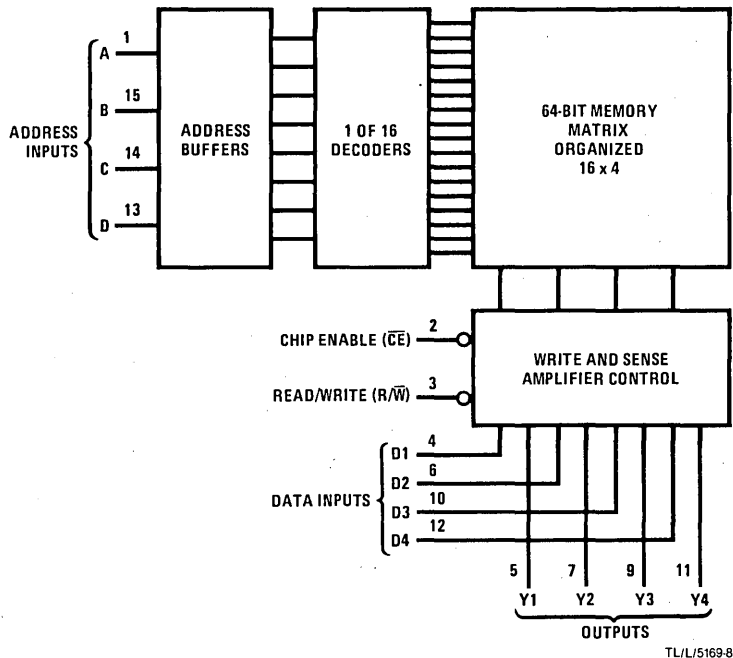 ADDRESS
INPUTS
A 1
B 15
C 14
D 13
ADDRESS
BUFFERS
1 OF 16
DECODERS
64-BIT MEMORY
MATRIX
ORGANIZED
16 x 4
CHIP ENABLE (C̅E̅) 2
READ/WRITE (R/W̅) 3
WRITE AND SENSE
AMPLIFIER CONTROL
DATA INPUTS
D1 4
D2 6
D3 10
D4 12
5 7 9 11
Y1 Y2 Y3 Y4
OUTPUTS
TL/L/5169-8